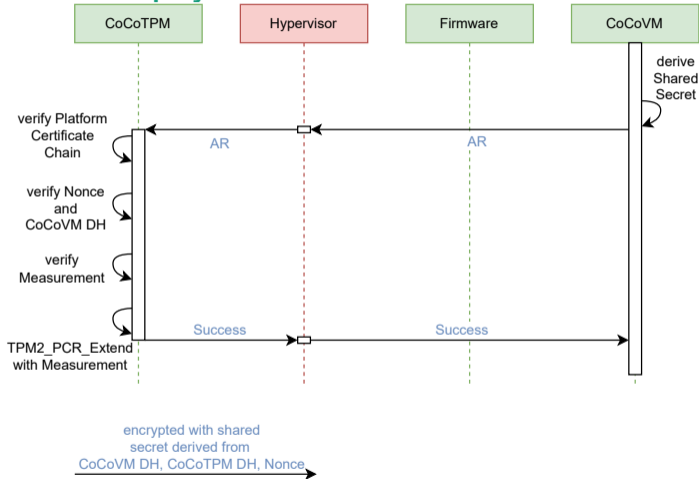 CoCoTPM
Hypervisor
Firmware
CoCoVM
derive
Shared
Secret
verify Platform
Certificate
Chain
AR
AR
verify Nonce
and
CoCoVM DH
verify
Measurement
Success
Success
TPM2_PCR_Extend
with Measurement
encrypted with shared
secret derived from
CoCoVM DH, CoCoTPM DH, Nonce